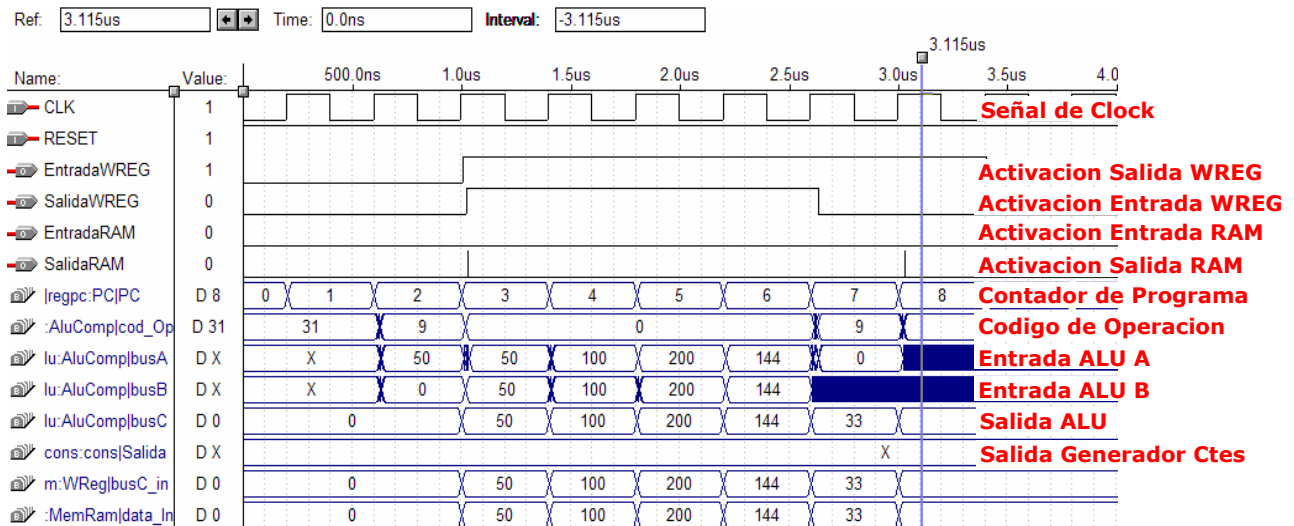 Ref: 3.115us Time: 0.0ns Interval: -3.115us
3.115us
Name: Value: 500.0ns 1.0us 1.5us 2.0us 2.5us 3.0us 3.5us 4.0
CLK 1 Señal de Clock
RESET 1
EntradaWREG 1 Activacion Salida WREG
SalidaWREG 0 Activacion Entrada WREG
EntradaRAM 0 Activacion Entrada RAM
SalidaRAM 0 Activacion Salida RAM
|regpc:PC|PC D 8 0 1 2 3 4 5 6 7 8 Contador de Programa
:AluComp|cod_Op D 31 31 9 0 9 Codigo de Operacion
lu:AluComp|busA D X X 50 50 100 200 144 0 Entrada ALU A
lu:AluComp|busB D X X 0 50 100 200 144 Entrada ALU B
lu:AluComp|busC D 0 0 50 100 200 144 33 Salida ALU
cons:cons|Salida D X X Salida Generador Ctes
m:WReg|busC_in D 0 0 50 100 200 144 33
:MemRam|data_In D 0 0 50 100 200 144 33